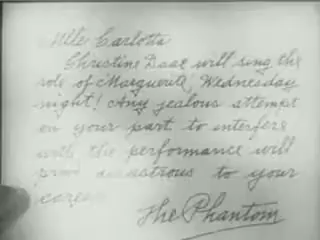 Mlle Carlotta
Christine Daae will sing the
role of "Marguerite" Wednesday
night! Any jealous attempt
on your part to interfere
with the performance will
prove disastrous to your
career
The Phantom